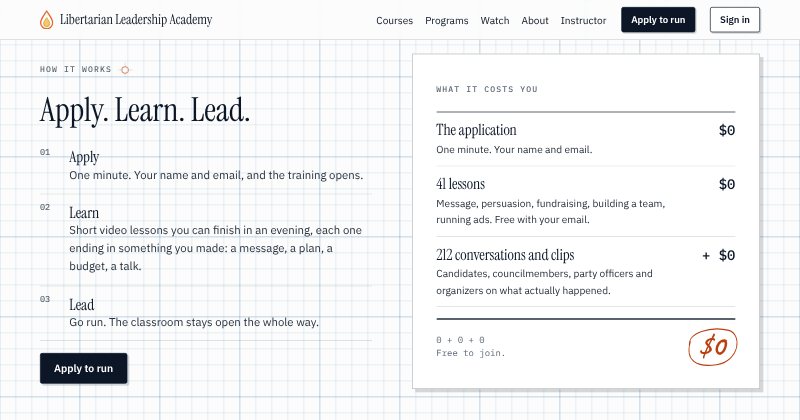 Libertarian Leadership Academy
Courses Programs Watch About Instructor Apply to run Sign in
HOW IT WORKS
Apply. Learn. Lead.
01 Apply
One minute. Your name and email, and the training opens.
02 Learn
Short video lessons you can finish in an evening, each one
ending in something you made: a message, a plan, a
budget, a talk.
03 Lead
Go run. The classroom stays open the whole way.
Apply to run
WHAT IT COSTS YOU
The application $0
One minute. Your name and email.
41 lessons $0
Message, persuasion, fundraising, building a team,
running ads. Free with your email.
212 conversations and clips + $0
Candidates, councilmembers, party officers and
organizers on what actually happened.
0 + 0 + 0
Free to join.
$0